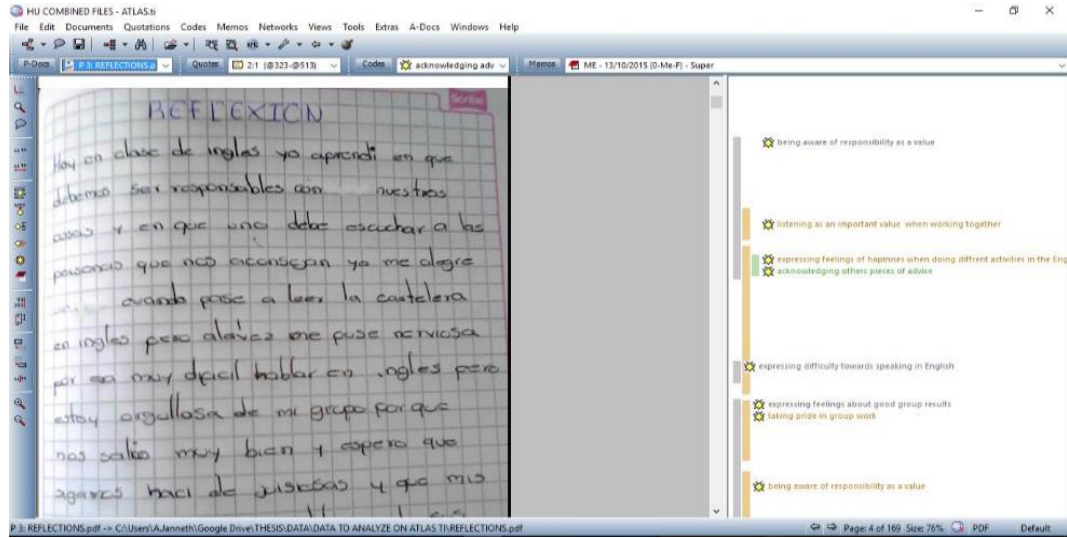 HU COMBINED FILES - ATLAS.ti
File Edit Documents Quotations Codes Memos Networks Views Tools Extras A-Docs Windows Help
P-Docs P 3: REFLECTIONS.p Quotes 2:1 (@323-@513) Codes acknowledging adv Memos ME - 13/10/2015 {0-Me-F} - Super
Scribe
REFLEXION
Hoy en clase de ingles yo aprendi en que
debemos ser responsables con nuestras
cosas y en que uno debe escuchar a las
personas que nos aconsejan yo me alegre
cuando pase a leer la cartelera
en ingles pero alavez me puse nerviosa
por es muy dificil hablar en ingles pero
estoy orgullosa de mi grupo por que
nos salio muy bien y espero que
haci de y que mis
being aware of responsibility as a value
listening as an important value when working together
expressing feelings of hapinnes when doing diffrent activities in the Eng
acknowledging others pieces of advice
expressing difficulty towards speaking in English
expressing feelings about good group results
taking pride in group work
being aware of responsibility as a value
P 3: REFLECTIONS.pdf -> C:\Users\A.Janneth\Google Drive\THESIS\DATA\DATA TO ANALYZE ON ATLAS TI\REFLECTIONS.pdf Page: 4 of 169 Size: 76% PDF Default